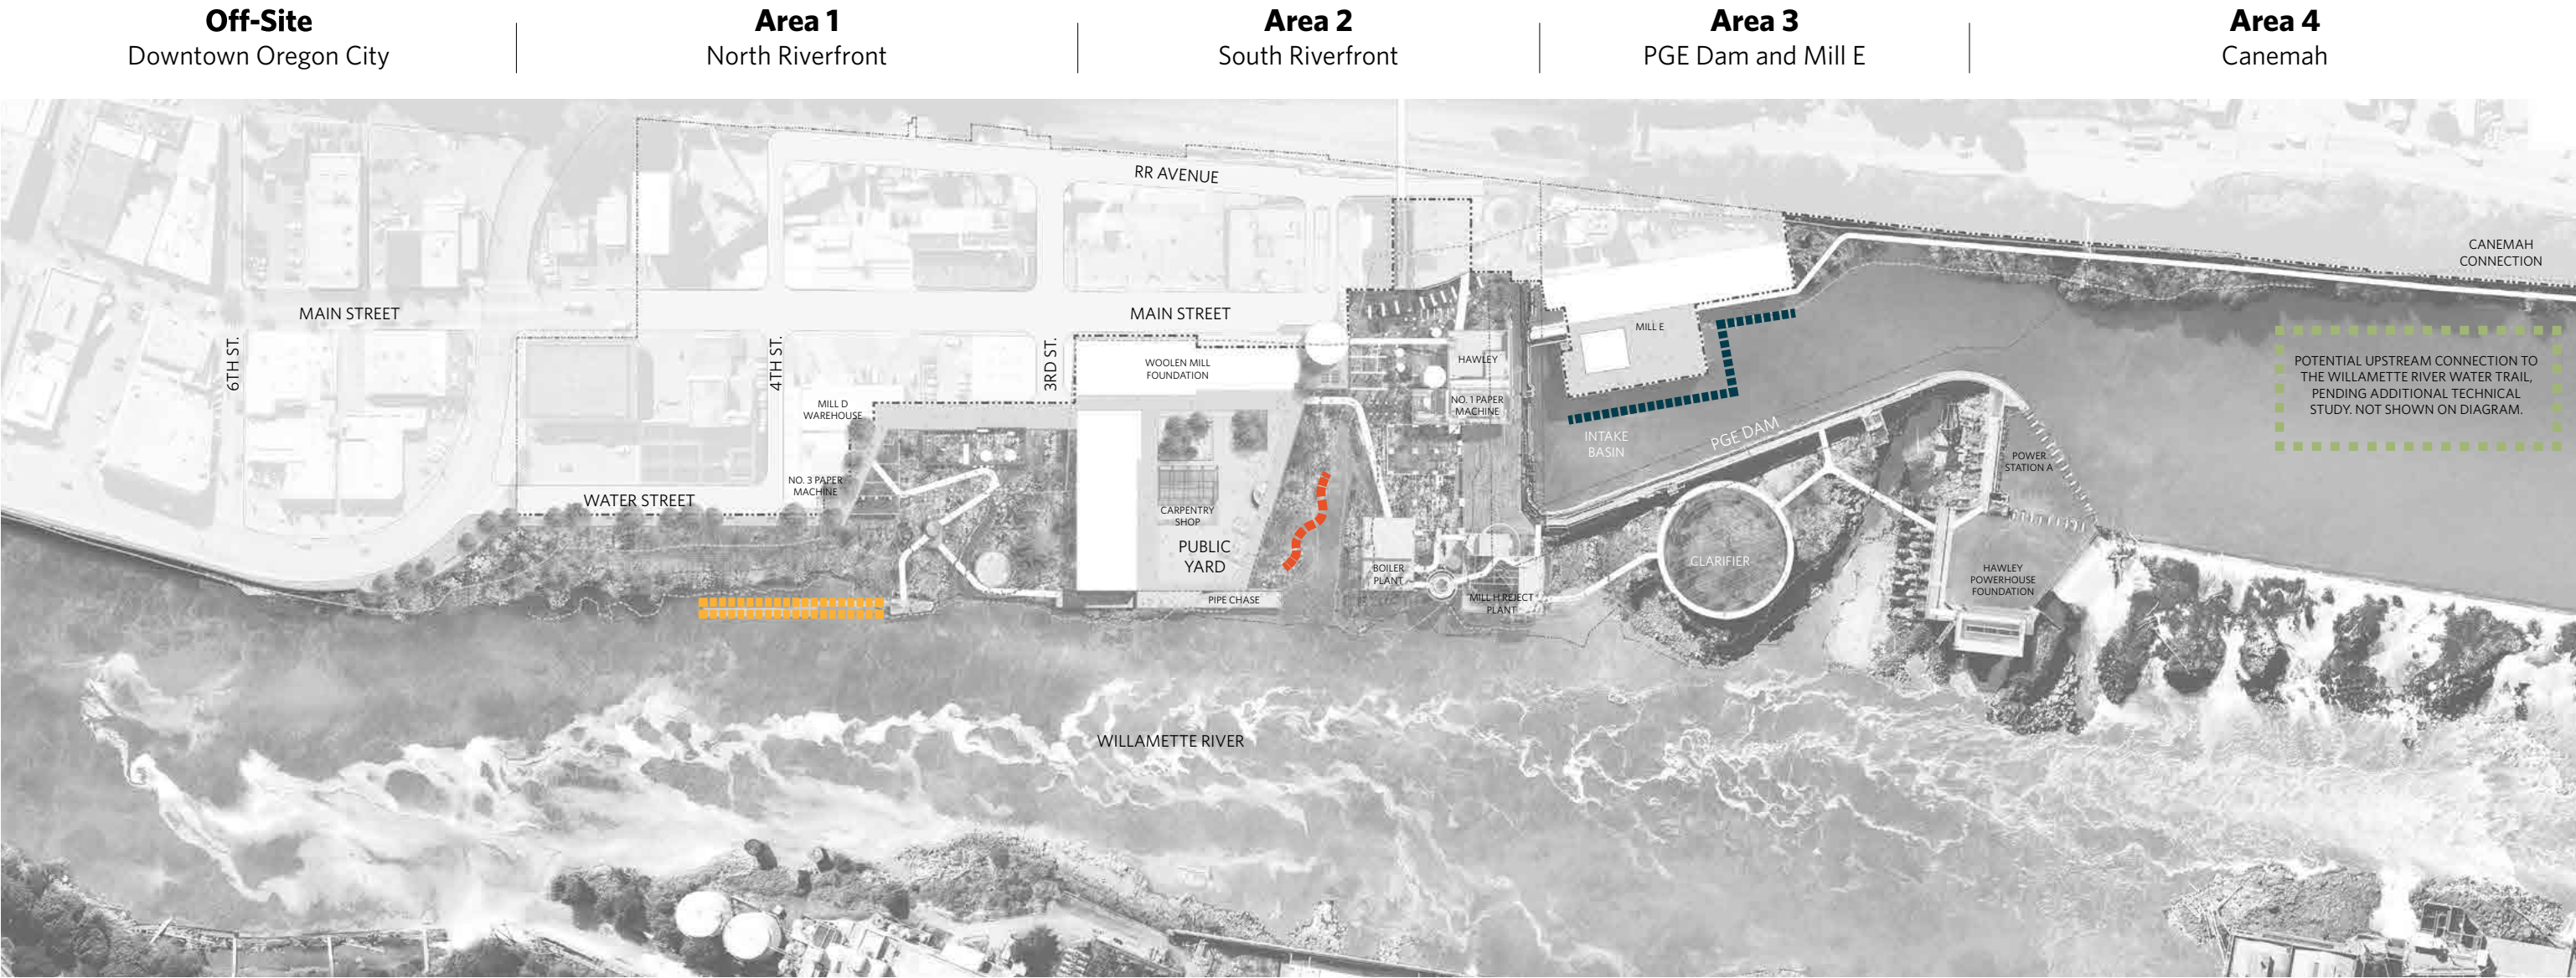 Off-Site
Downtown Oregon City
Area 1
North Riverfront
Area 2
South Riverfront
Area 3
PGE Dam and Mill E
Area 4
Canemah
RR AVENUE
CANEMAH
CONNECTION
MAIN STREET
MAIN STREET
6TH ST.
4TH ST.
3RD ST.
MILL E
WOOLEN MILL
FOUNDATION
HAWLEY
POTENTIAL UPSTREAM CONNECTION TO
THE WILLAMETTE RIVER WATER TRAIL,
PENDING ADDITIONAL TECHNICAL
STUDY. NOT SHOWN ON DIAGRAM.
MILL D
WAREHOUSE
NO. 1 PAPER
MACHINE
INTAKE
BASIN
PGE DAM
POWER
STATION A
NO. 3 PAPER
MACHINE
WATER STREET
CARPENTRY
SHOP
PUBLIC
YARD
CLARIFIER
BOILER
PLANT
HAWLEY
POWERHOUSE
FOUNDATION
PIPE CHASE
MILL H REJECT
PLANT
WILLAMETTE RIVER